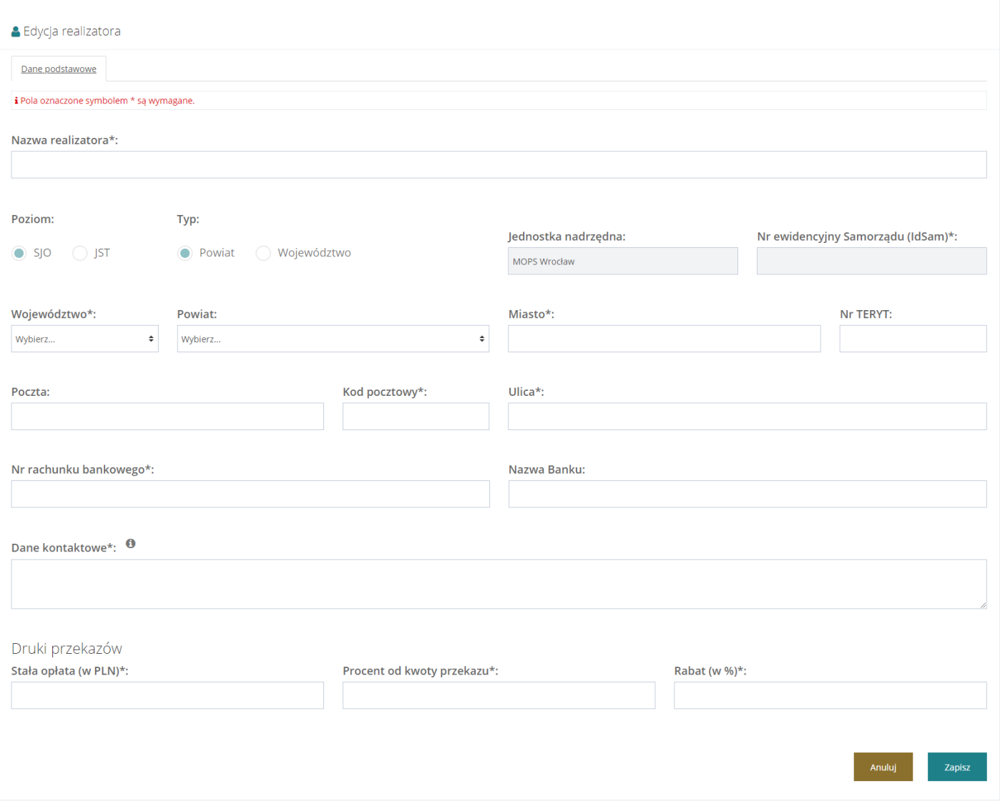 Edycja realizatora
Dane podstawowe
Pola oznaczone symbolem * są wymagane.
Nazwa realizatora*:
Poziom: Typ:
SJO JST Powiat Województwo
Jednostka nadrzędna: Nr ewidencyjny Samorządu (IdSam)*:
MOPS Wrocław
Województwo*: Powiat: Miasto*: Nr TERYT:
Wybierz... Wybierz...
Poczta: Kod pocztowy*: Ulica*:
Nr rachunku bankowego*: Nazwa Banku:
Dane kontaktowe*:
Druki przekazów
Stała opłata (w PLN)*: Procent od kwoty przekazu*: Rabat (w %)*:
Anuluj Zapisz